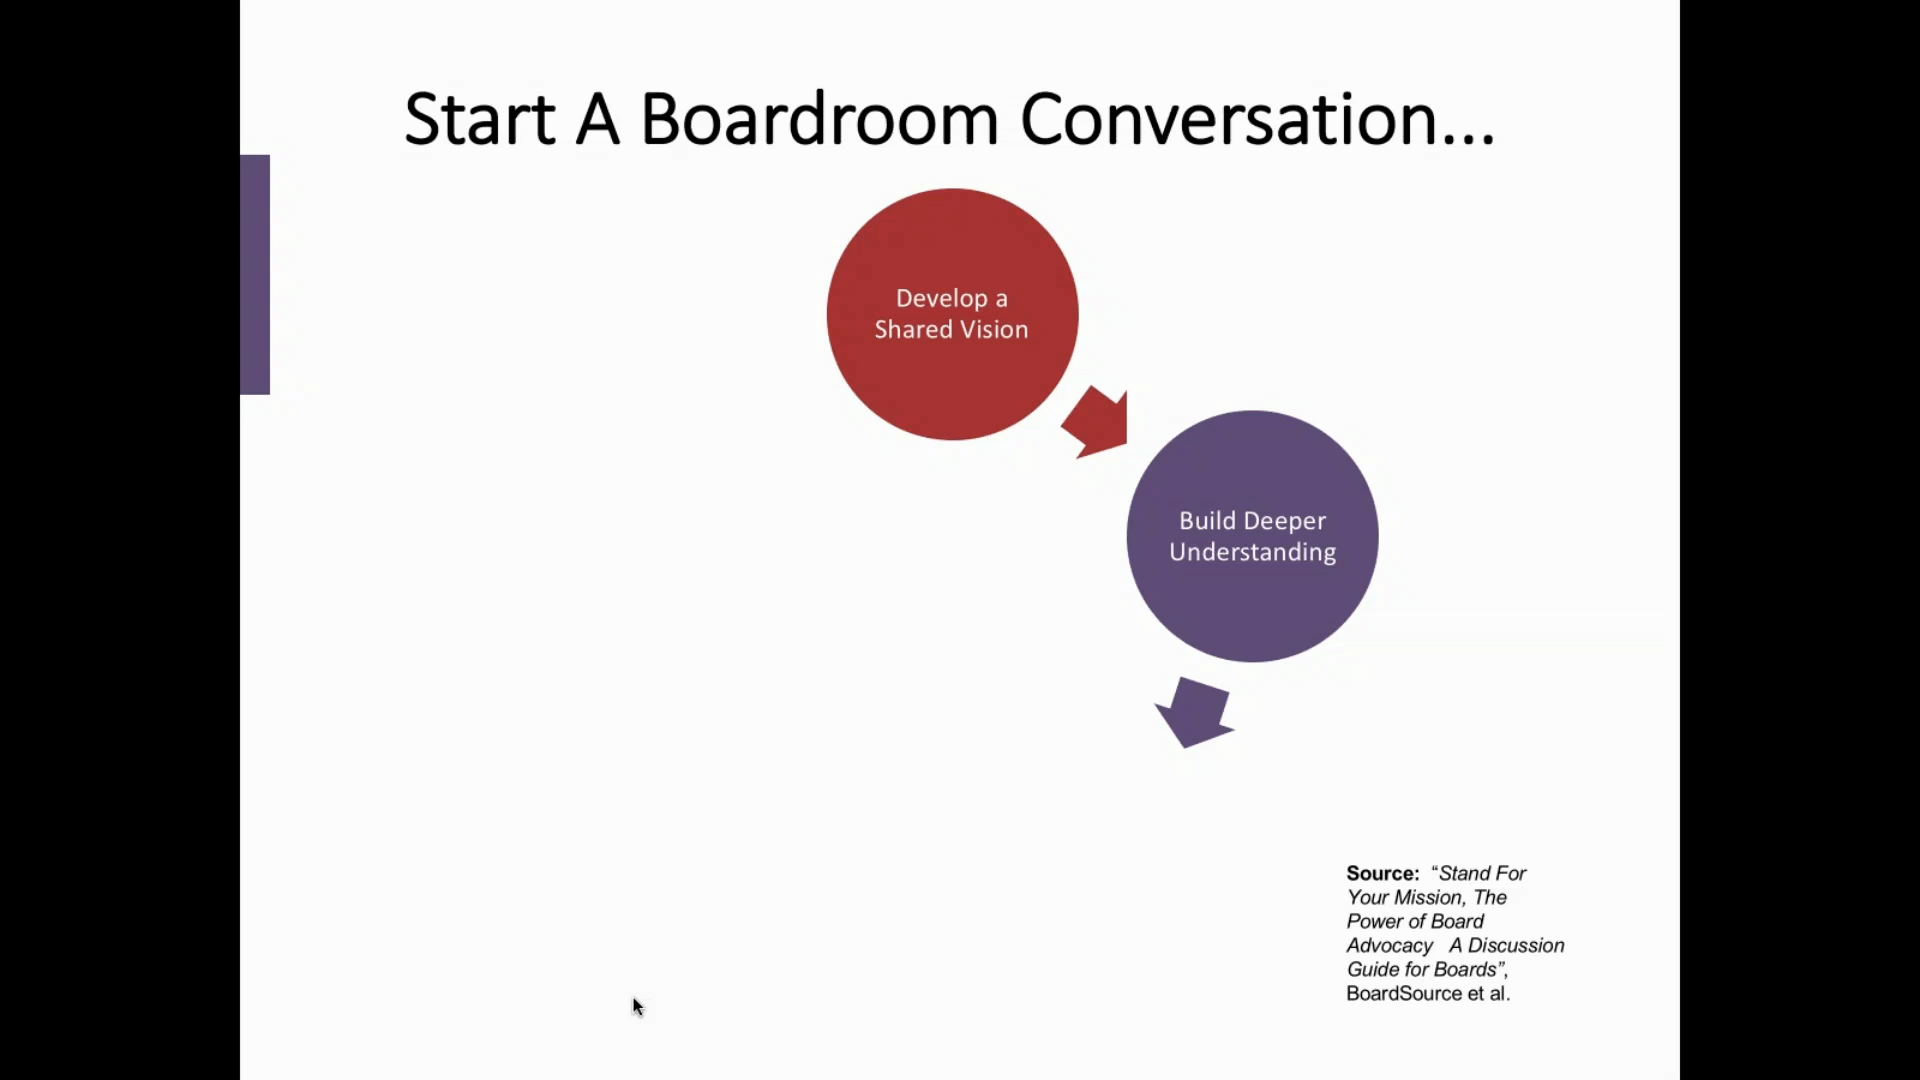 Start A Boardroom Conversation...
Develop a
Shared Vision
Build Deeper
Understanding
Source: “Stand For
Your Mission, The
Power of Board
Advocacy A Discussion
Guide for Boards”,
BoardSource et al.